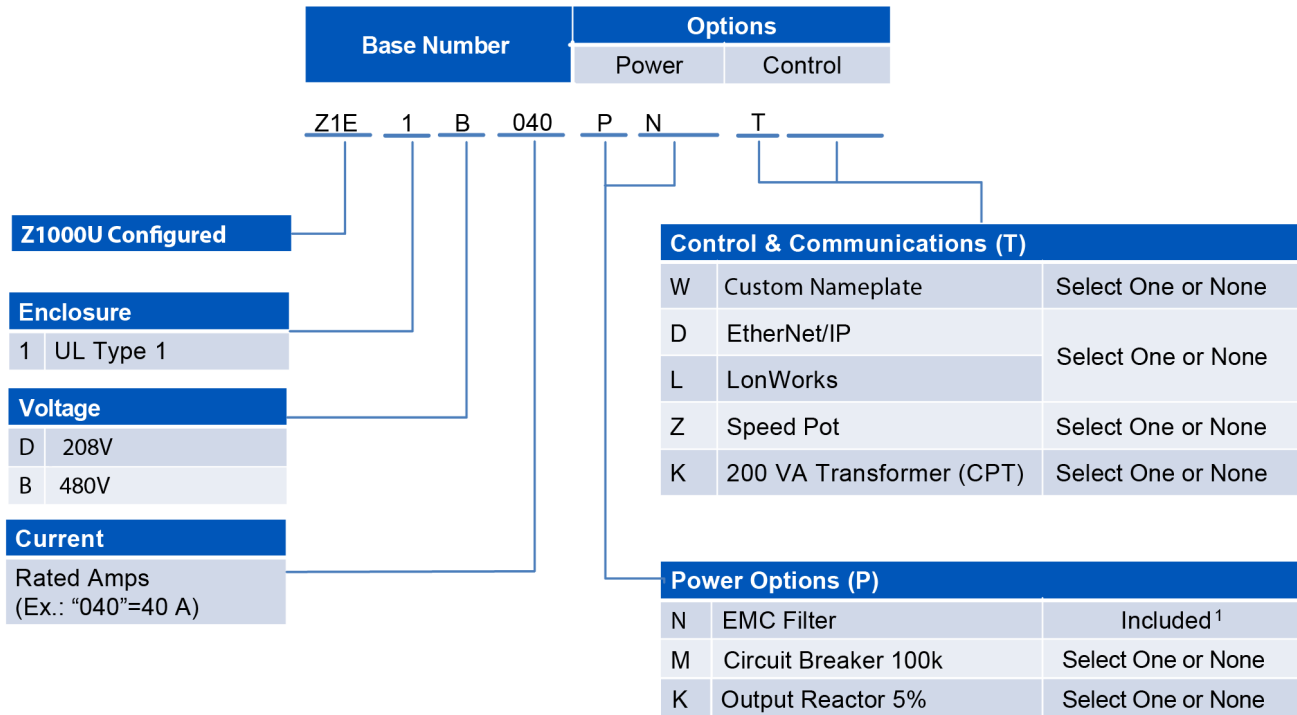 Base Number
Options
Power Control
Z1E 1 B 040 P N T
Z1000U Configured
Enclosure
1 UL Type 1
Voltage
D 208V
B 480V
Current
Rated Amps
(Ex.: “040”=40 A)
Control & Communications (T)
W Custom Nameplate Select One or None
D EtherNet/IP
Select One or None
L LonWorks
Z Speed Pot Select One or None
K 200 VA Transformer (CPT) Select One or None
Power Options (P)
N EMC Filter Included¹
M Circuit Breaker 100k Select One or None
K Output Reactor 5% Select One or None